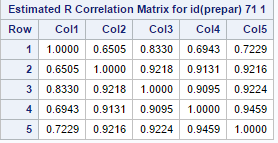 Estimated R Correlation Matrix for id(prepar) 71 1
Row Col1 Col2 Col3 Col4 Col5
1 1.0000 0.6505 0.8330 0.6943 0.7229
2 0.6505 1.0000 0.9218 0.9131 0.9216
3 0.8330 0.9218 1.0000 0.9095 0.9224
4 0.6943 0.9131 0.9095 1.0000 0.9459
5 0.7229 0.9216 0.9224 0.9459 1.0000